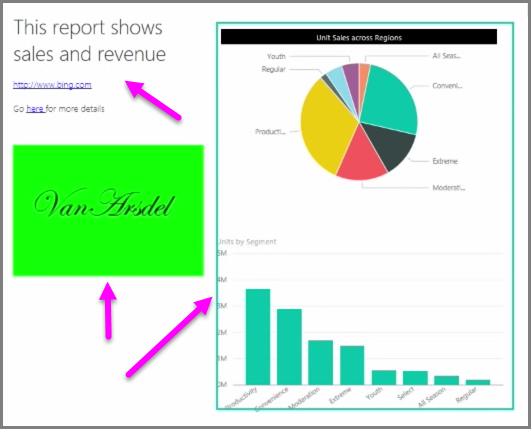 This report shows
sales and revenue
http://www.bing.com
Go here for more details
VanArsdel
Unit Sales across Regions
Youth
Regular
All Seas...
Conveni...
Producti...
Extreme
Moderati...
Units by Segment
5M
4M
3M
2M
1M
0M
Productivity
Convenience
Moderation
Extreme
Youth
Select
All Season
Regular